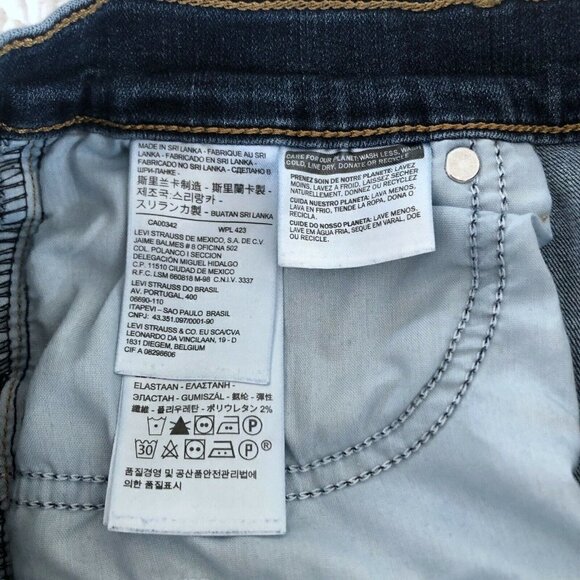 MADE IN SRI LANKA - FABRIQUÉ AU SRI
LANKA - FABRICADO EN SRI LANKA -
FABRICADO NO SRI LANKA - СДЕЛАНО В
ШРИ-ЛАНКЕ -
斯里兰卡制造 - 斯里蘭卡製 -
제조국.스리랑카 -
スリランカ製 - BUATAN SRI LANKA
CA00342 WPL 423
LEVI STRAUSS DE MEXICO, S.A. DE C.V.
JAIME BALMES # 8 OFICINA 502
COL. POLANCO I SECCION
DELEGACIÓN MIGUEL HIDALGO
C.P. 11510 CIUDAD DE MEXICO
R.F.C. LSM 860818 M-98 C.N.I.V. 3337
LEVI STRAUSS DO BRASIL
AV. PORTUGAL, 400
06690-110
ITAPEVI – SAO PAULO BRASIL
CNPJ: 43.351.097/0001-90
LEVI STRAUSS & CO. EU SCA/CVA
LEONARDO DA VINCILAAN, 19 - D
1831 DIEGEM, BELGIUM
CIF A 08298606
ELASTAAN - ΕΛΑΣΤΑΝΗ -
ЭЛАСТАН - GUMISZÁL - 氨纶 - 彈性
纖維 - 폴리우레탄 - ポリウレタン 2%
30 P ®
품질경영 및 공산품안전관리법에
의한 품질표시
CARE FOR OUR PLANET: WASH LESS, WASH
COLD, LINE DRY, DONATE OR RECYCLE
PRENEZ SOIN DE NOTRE PLANÈTE: LAVEZ
MOINS, LAVEZ À FROID, LAISSEZ SÉCHER
NATURELLEMENT, DONNEZ OU RECYCLEZ.
CUIDA NUESTRO PLANETA: LAVA MENOS,
LAVA EN FRÍO, TIENDE LA ROPA, DONA O
RECICLA.
CUIDE DO NOSSO PLANETA: LAVE MENOS,
LAVE EM ÁGUA FRIA, SEQUE EM VARAL, DOE
OU RECICLE.